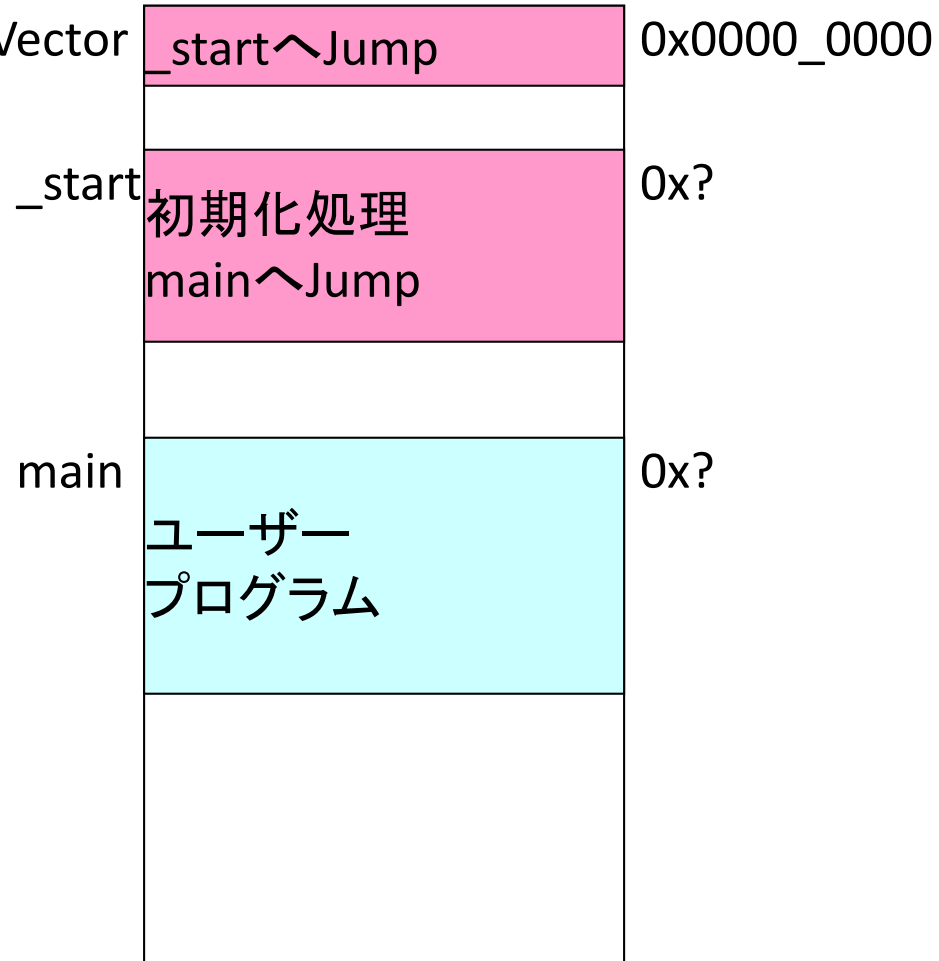 Vector
_startへJump
0x0000_0000
_start
初期化処理
mainへJump
0x?
main
ユーザー
プログラム
0x?